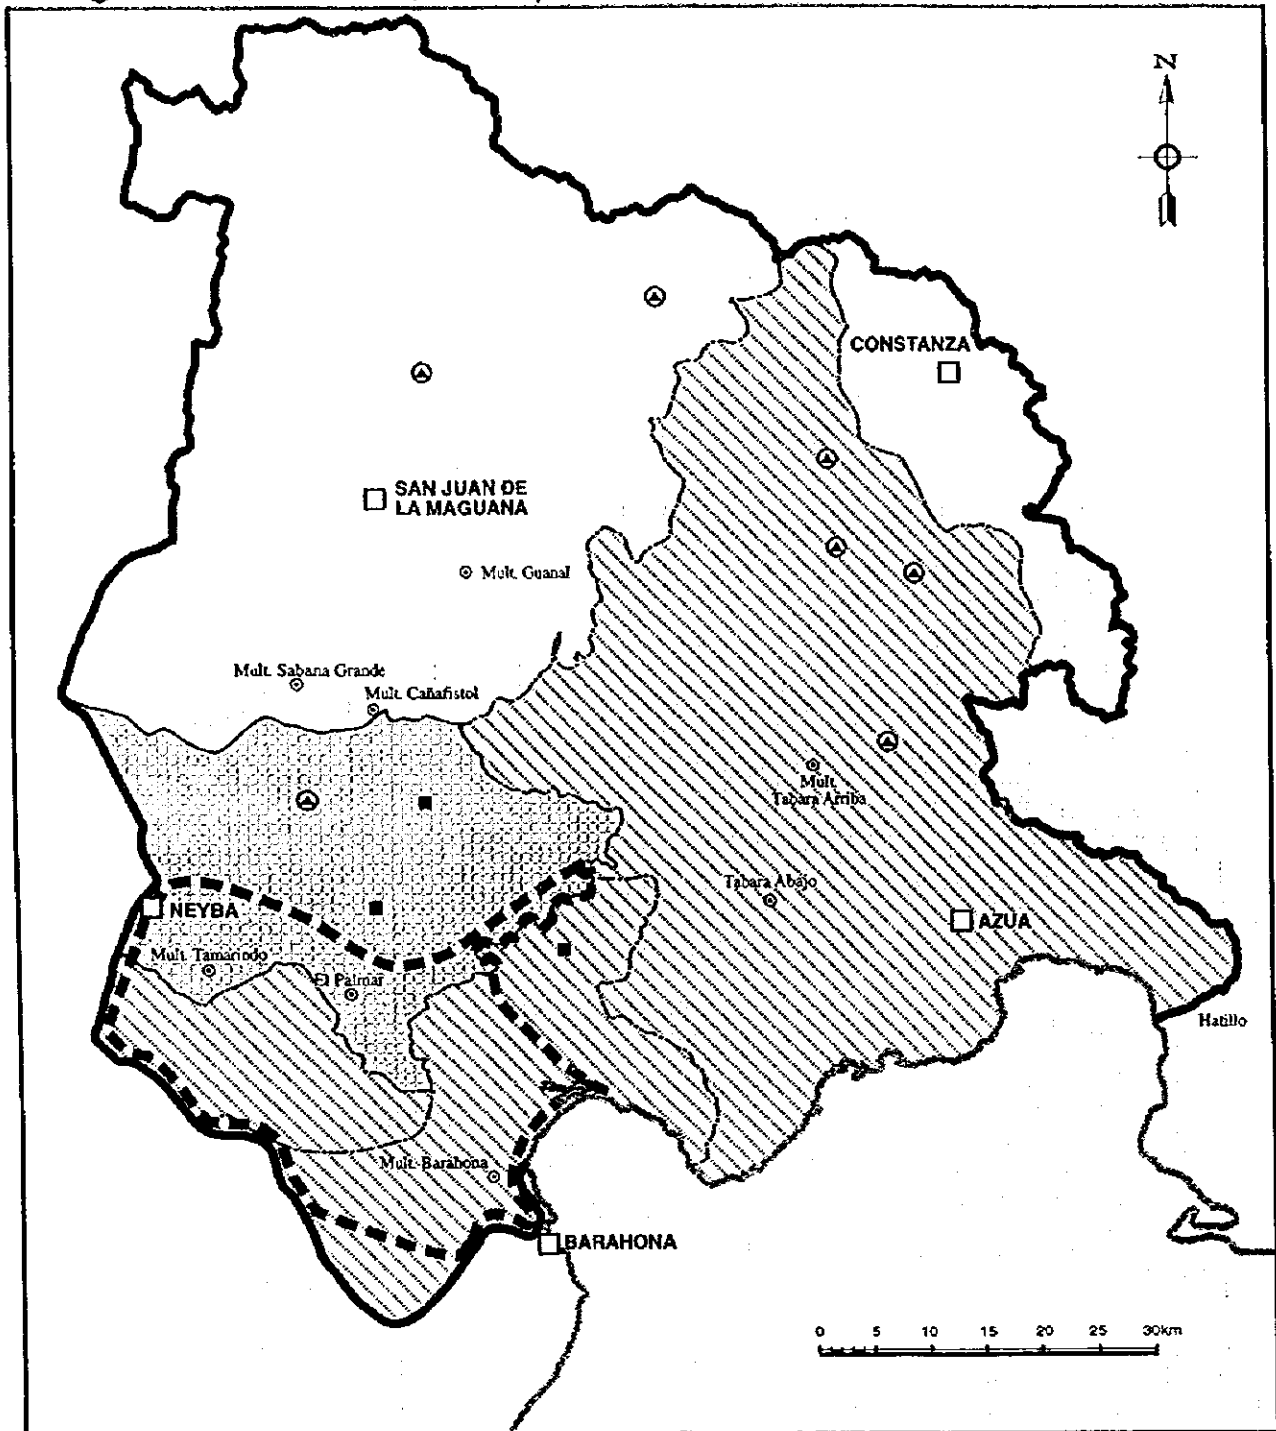 N
CONSTANZA
SAN JUAN DE
LA MAGUANA
Mult. Guanal
Mult. Sabana Grande
Mult. Cañafistol
Mult.
Tabara Arriba
Tabara Abajo
NEYBA
AZUA
Mult. Tamarindo
El Palmar
Hatillo
Mult. Barahona
BARAHONA
0 5 10 15 20 25 30km